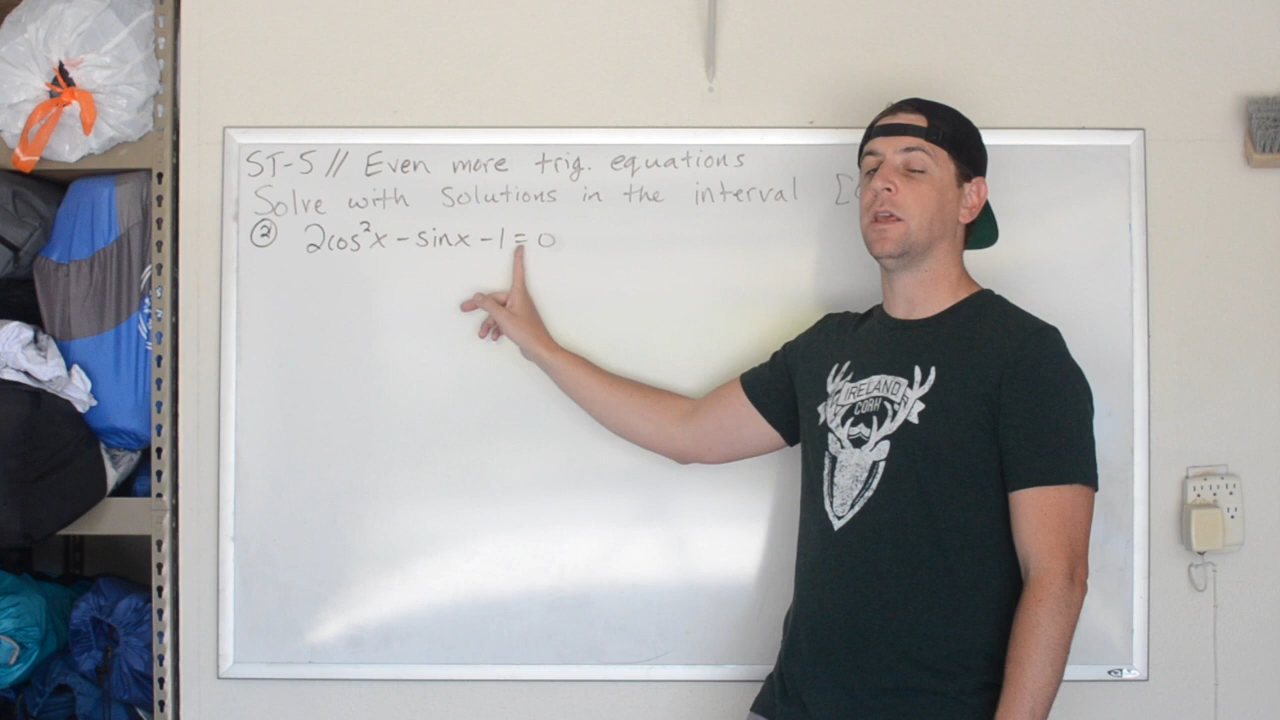 ST-5 // Even more trig. equations
Solve with Solutions in the interval [
② 2cos²x - sinx - 1 = 0
IRELAND
CORK